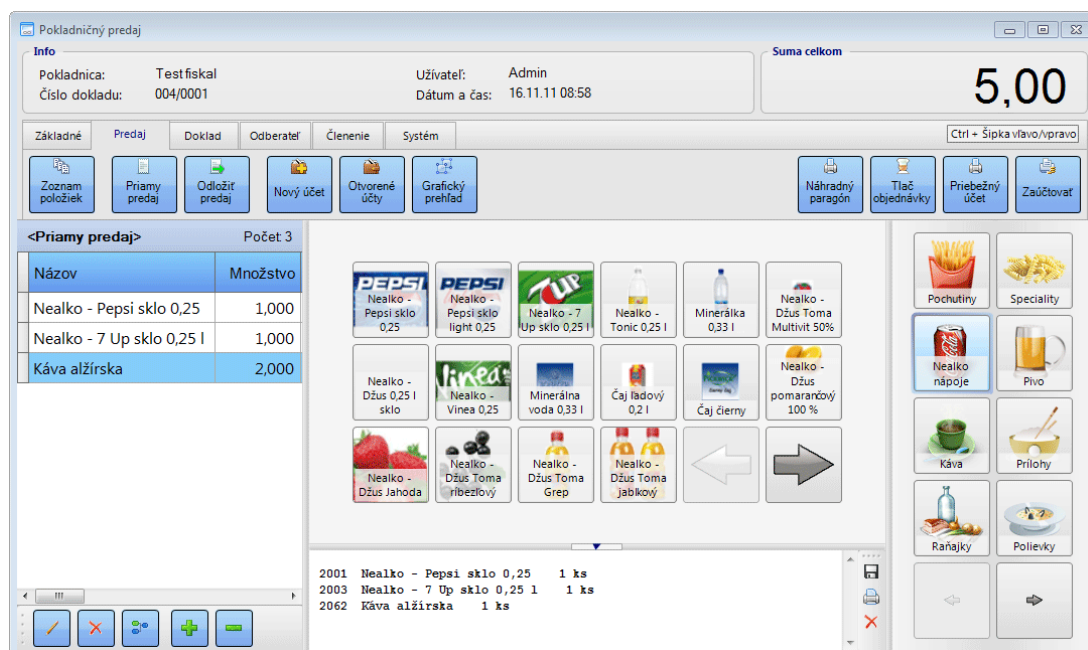 Pokladničný predaj
Info
Pokladnica: Test fiskal
Užívateľ: Admin
Číslo dokladu: 004/0001
Dátum a čas: 16.11.11 08:58
Suma celkom
5,00
Základné Predaj Doklad Odberateľ Členenie Systém
Ctrl + Šipka vľavo/vpravo
Zoznam položiek
Priamy predaj
Odložiť predaj
Nový účet
Otvorené účty
Grafický prehľad
Náhradný paragón
Tlač objednávky
Priebežný účet
Zaúčtovať
<Priamy predaj> Počet: 3
Názov Množstvo
Nealko - Pepsi sklo 0,25 1,000
Nealko - 7 Up sklo 0,25 l 1,000
Káva alžírska 2,000
PEPSI
Nealko - Pepsi sklo 0,25
PEPSI
Nealko - Pepsi sklo light 0,25
7UP
Nealko - 7 Up sklo 0,25 l
Nealko - Tonic 0,25 l
Minerálka 0,33 l
Nealko - Džus Toma Multivit 50%
Nealko - Džus 0,25 l sklo
Vinea
Nealko - Vinea 0,25
Minerálna voda 0,33 l
Čaj ľadový 0,2 l
Čaj čierny
Nealko - Džus pomarančový 100 %
Nealko - Džus Jahoda
Nealko - Džus Toma ríbezľový
Nealko - Džus Toma Grep
Nealko - Džus Toma jablkový
Pochutiny
Speciality
Nealko nápoje
Pivo
Káva
Prílohy
Raňajky
Polievky
2001 Nealko - Pepsi sklo 0,25 1 ks
2003 Nealko - 7 Up sklo 0,25 l 1 ks
2062 Káva alžírska 1 ks